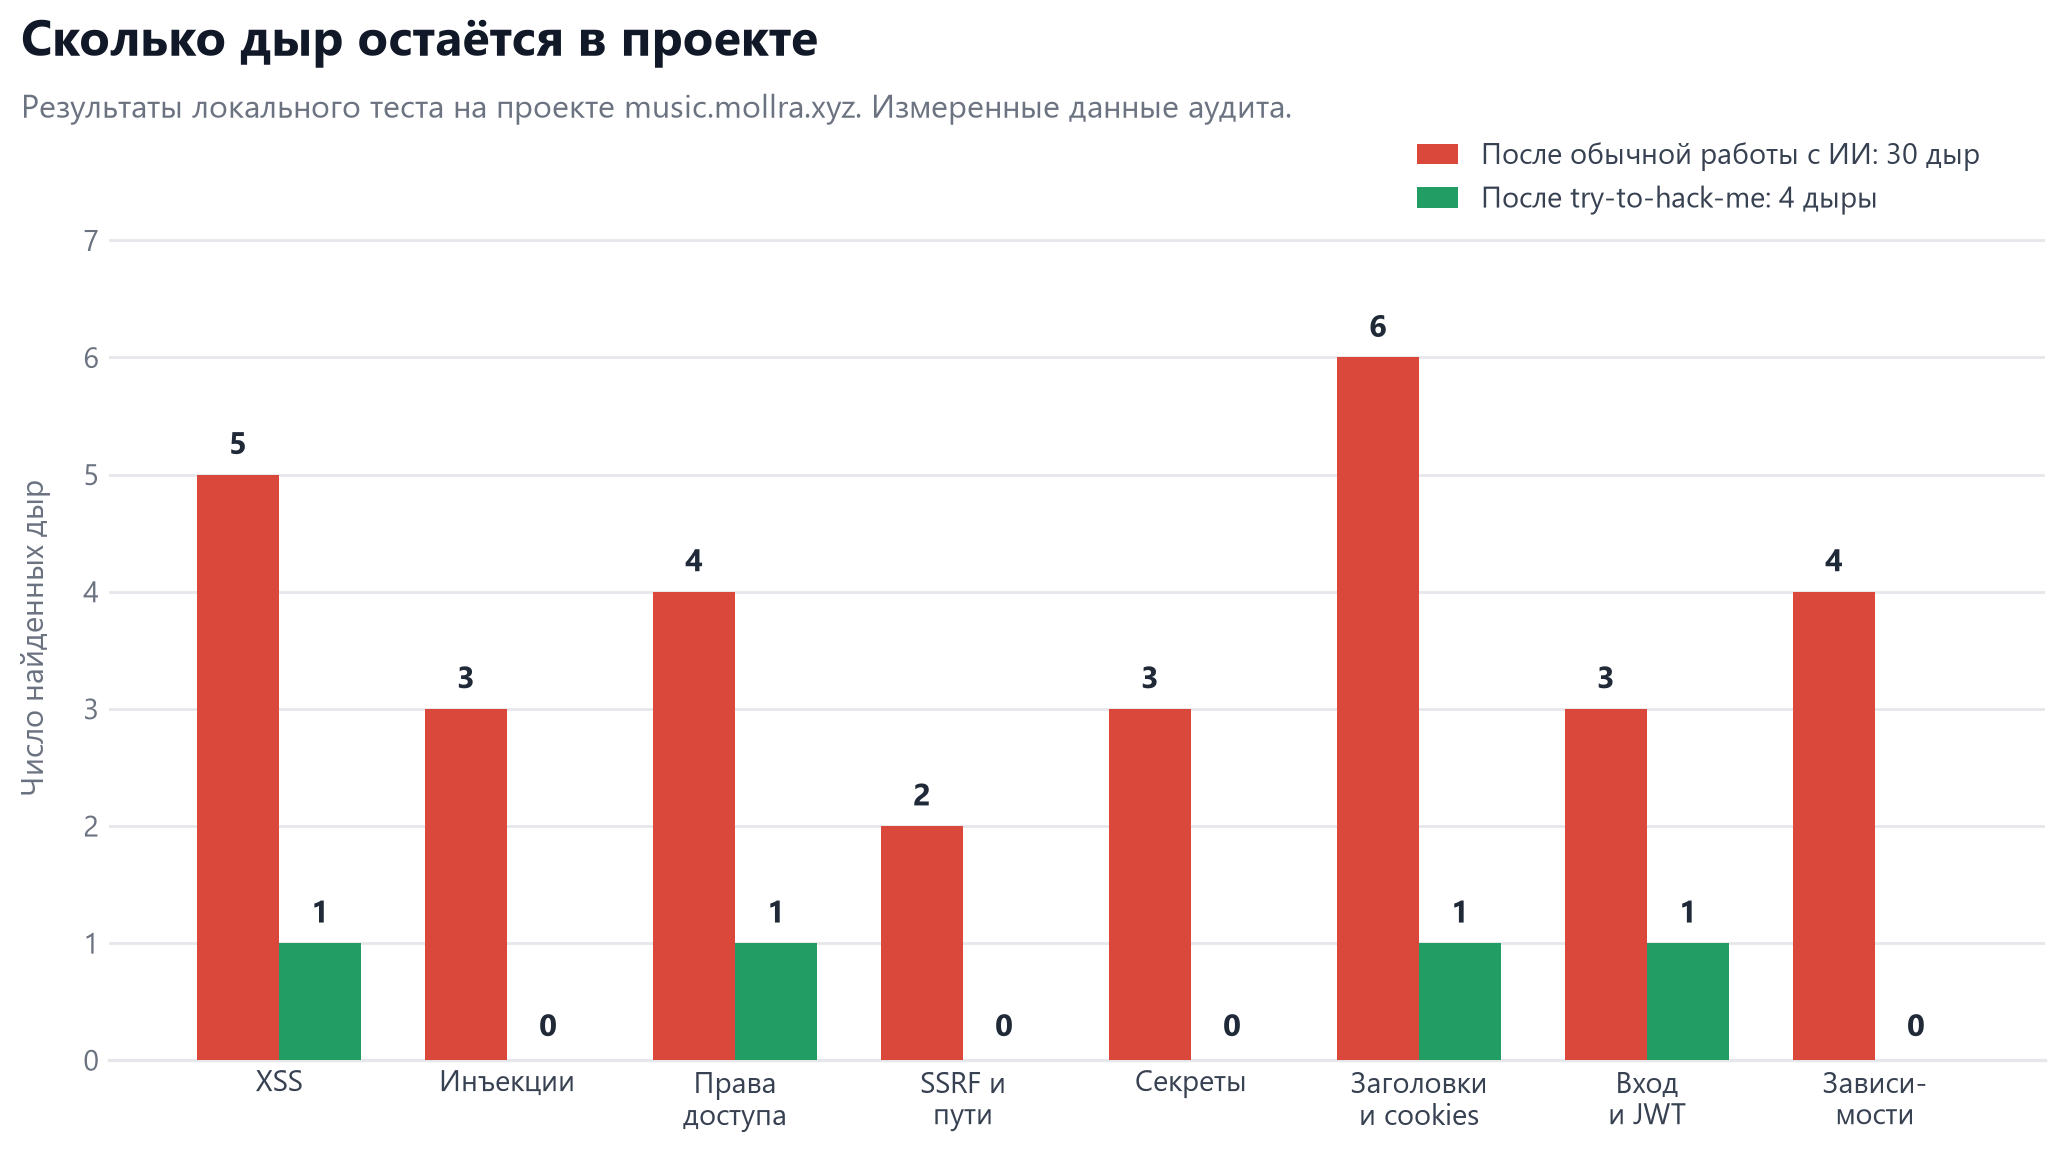 Сколько дыр остаётся в проекте
Результаты локального теста на проекте music.mollra.xyz. Измеренные данные аудита.
После обычной работы с ИИ: 30 дыр
После try-to-hack-me: 4 дыры
Число найденных дыр
7
6
5
4
3
2
1
0
5
1
3
0
4
1
2
0
3
0
6
1
3
1
4
0
XSS
Инъекции
Права
доступа
SSRF и
пути
Секреты
Заголовки
и cookies
Вход
и JWT
Зависи-
мости